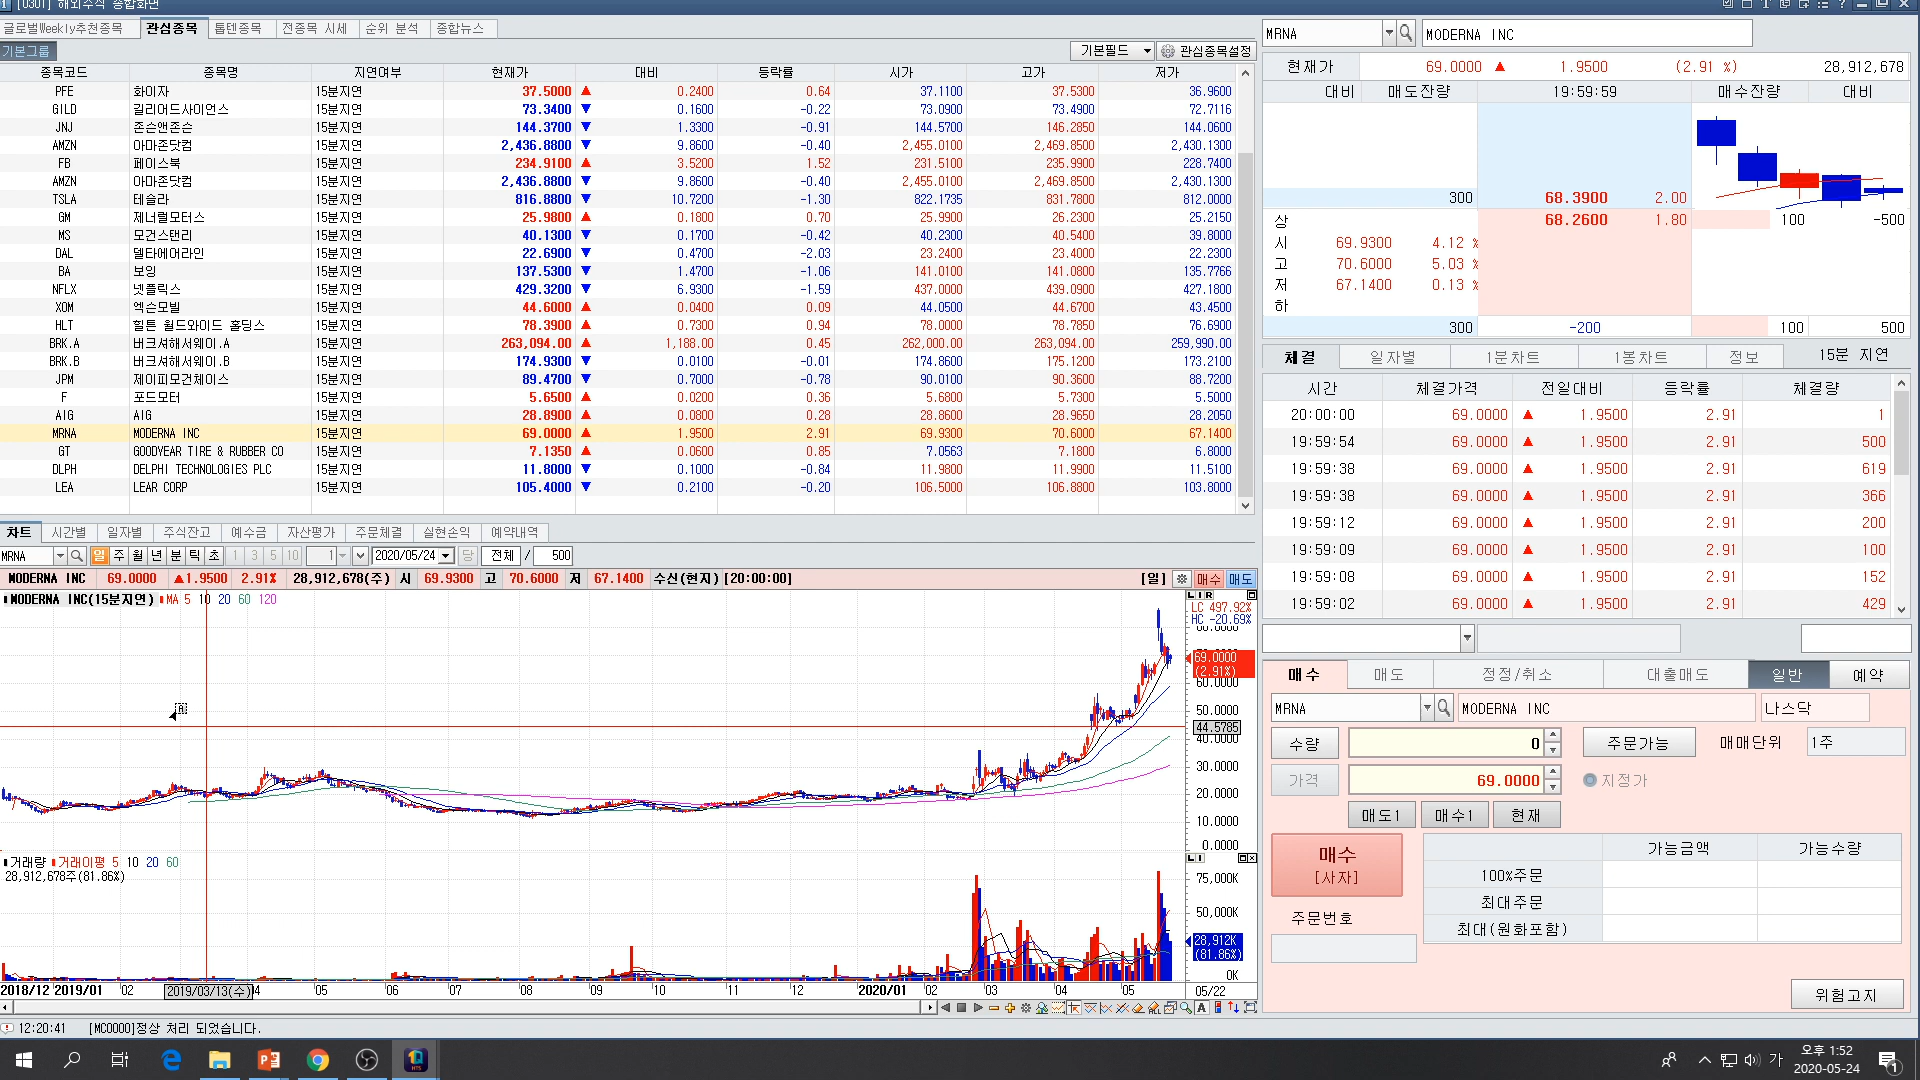 [0301] 해외주식 종합화면
글로벌Weekly추천종목 관심종목 톱텐종목 전종목 시세 순위 분석 종합뉴스
기본그룹 기본필드 관심종목설정
종목코드 종목명 지연여부 현재가 대비 등락률 시가 고가 저가
PFE 화이자 15분지연 37.5000 ▲ 0.2400 0.64 37.1100 37.5300 36.9600
GILD 길리어드사이언스 15분지연 73.3400 ▼ 0.1600 -0.22 73.0900 73.4900 72.7116
JNJ 존슨앤존슨 15분지연 144.3700 ▼ 1.3300 -0.91 144.5700 146.2850 144.0600
AMZN 아마존닷컴 15분지연 2,436.8800 ▼ 9.8600 -0.40 2,455.0100 2,469.8500 2,430.1300
FB 페이스북 15분지연 234.9100 ▲ 3.5200 1.52 231.5100 235.9900 228.7400
AMZN 아마존닷컴 15분지연 2,436.8800 ▼ 9.8600 -0.40 2,455.0100 2,469.8500 2,430.1300
TSLA 테슬라 15분지연 816.8800 ▼ 10.7200 -1.30 822.1735 831.7800 812.0000
GM 제너럴모터스 15분지연 25.9800 ▲ 0.1800 0.70 25.9900 26.2300 25.2150
MS 모건스탠리 15분지연 40.1300 ▼ 0.1700 -0.42 40.2300 40.5400 39.8000
DAL 델타에어라인 15분지연 22.6900 ▼ 0.4700 -2.03 23.2400 23.4000 22.2300
BA 보잉 15분지연 137.5300 ▼ 1.4700 -1.06 141.0100 141.0800 135.7766
NFLX 넷플릭스 15분지연 429.3200 ▼ 6.9300 -1.59 437.0000 439.0900 427.1800
XOM 엑슨모빌 15분지연 44.6000 ▲ 0.0400 0.09 44.0500 44.6700 43.4500
HLT 힐튼 월드와이드 홀딩스 15분지연 78.3900 ▲ 0.7300 0.94 78.0000 78.7850 76.6900
BRK.A 버크셔해서웨이.A 15분지연 263,094.00 ▲ 1,188.00 0.45 262,000.00 263,094.00 259,990.00
BRK.B 버크셔해서웨이.B 15분지연 174.9300 ▼ 0.0100 -0.01 174.8600 175.1200 173.2100
JPM 제이피모건체이스 15분지연 89.4700 ▼ 0.7000 -0.78 90.0100 90.3600 88.7200
F 포드모터 15분지연 5.6500 ▲ 0.0200 0.36 5.6800 5.7300 5.5000
AIG AIG 15분지연 28.8900 ▲ 0.0800 0.28 28.8600 28.9650 28.2050
MRNA MODERNA INC 15분지연 69.0000 ▲ 1.9500 2.91 69.9300 70.6000 67.1400
GT GOODYEAR TIRE & RUBBER CO 15분지연 7.1350 ▲ 0.0600 0.85 7.0563 7.1800 6.8000
DLPH DELPHI TECHNOLOGIES PLC 15분지연 11.8000 ▼ 0.1000 -0.84 11.9800 11.9900 11.5100
LEA LEAR CORP 15분지연 105.4000 ▼ 0.2100 -0.20 106.5000 106.8800 103.8000
차트 시간별 일자별 주식잔고 예수금 자산평가 주문체결 실현손익 예약내역
MRNA 일 주 월 년 분 틱 초 1 3 5 10 1 2020/05/24 당 전체 / 500
MODERNA INC 69.0000 ▲1.9500 2.91% 28,912,678(주) 시 69.9300 고 70.6000 저 67.1400 수신(현지) [20:00:00] [일] 매수 매도
MODERNA INC(15분지연) MA 5 10 20 60 120
LC 497.92%
HC -20.69%
80.0000
69.0000
(2.91%)
60.0000
50.0000
44.5785
40.0000
30.0000
20.0000
10.0000
0.0000
거래량 거래이평 5 10 20 60
28,912,678주(81.86%)
75,000K
50,000K
28,912K
(81.86%)
0K
2018/12 2019/01 02 2019/03/13(수) 04 05 06 07 08 09 10 11 12 2020/01 02 03 04 05 05/22
12:20:41 [MC0000]정상 처리 되었습니다.
MRNA MODERNA INC
현재가 69.0000 ▲ 1.9500 (2.91 %) 28,912,678
대비 매도잔량 19:59:59 매수잔량 대비
300 68.3900 2.00
상 68.2600 1.80 100 -500
시 69.9300 4.12 %
고 70.6000 5.03 %
저 67.1400 0.13 %
하
300 -200 100 500
체결 일자별 1분차트 1봉차트 정보 15분 지연
시간 체결가격 전일대비 등락률 체결량
20:00:00 69.0000 ▲ 1.9500 2.91 1
19:59:54 69.0000 ▲ 1.9500 2.91 500
19:59:38 69.0000 ▲ 1.9500 2.91 619
19:59:38 69.0000 ▲ 1.9500 2.91 366
19:59:12 69.0000 ▲ 1.9500 2.91 200
19:59:09 69.0000 ▲ 1.9500 2.91 100
19:59:08 69.0000 ▲ 1.9500 2.91 152
19:59:02 69.0000 ▲ 1.9500 2.91 429
매수 매도 정정/취소 대출매도 일반 예약
MRNA MODERNA INC 나스닥
수량 0 주문가능 매매단위 1주
가격 69.0000 지정가
매도1 매수1 현재
매수
[사자]
가능금액 가능수량
100%주문
최대주문
최대(원화포함)
주문번호
위험고지
가 오후 1:52
2020-05-24
1